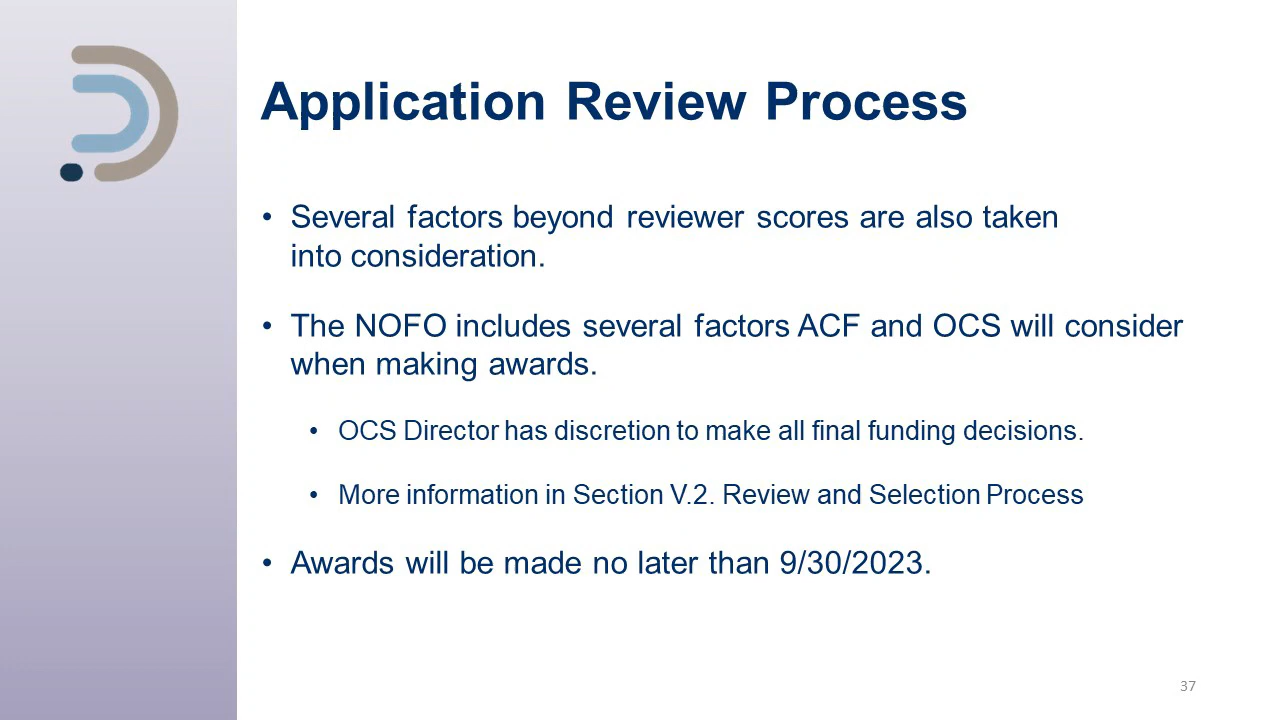 Application Review Process
• Several factors beyond reviewer scores are also taken
into consideration.
• The NOFO includes several factors ACF and OCS will consider
when making awards.
• OCS Director has discretion to make all final funding decisions.
• More information in Section V.2. Review and Selection Process
• Awards will be made no later than 9/30/2023.
37